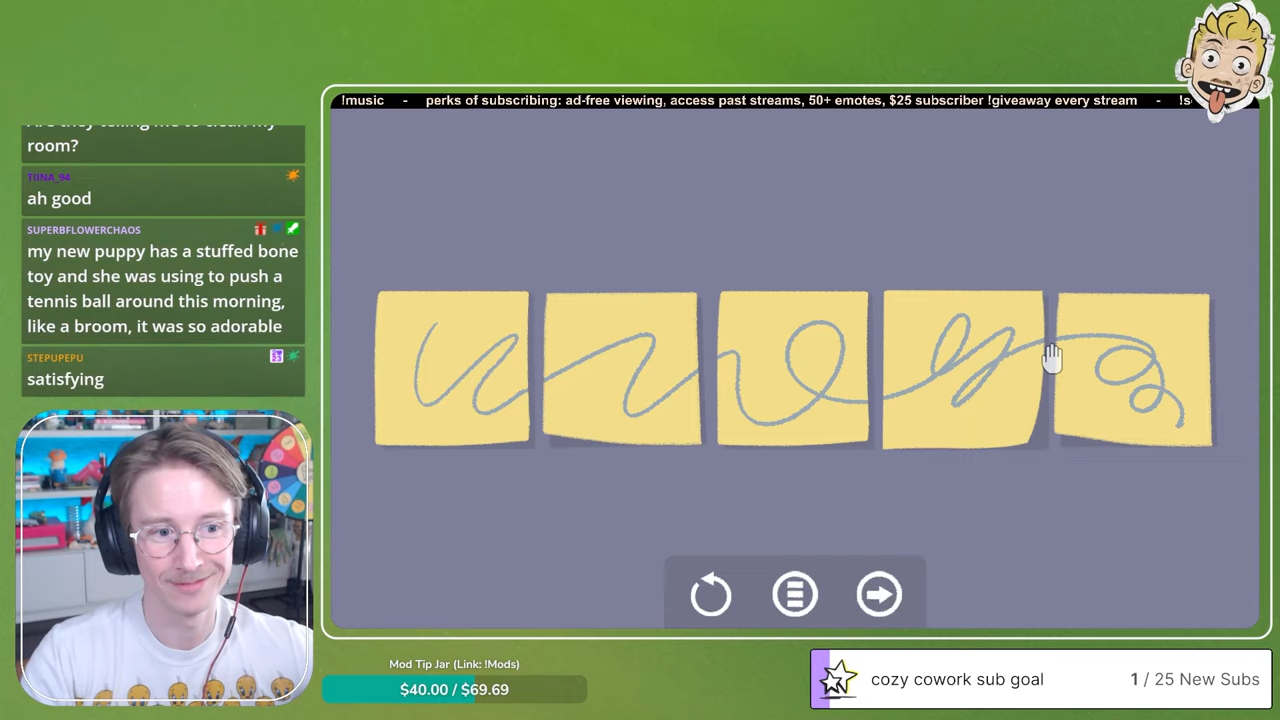 !music - perks of subscribing: ad-free viewing, access past streams, 50+ emotes, $25 subscriber !giveaway every stream -
room?
TIINA_94
ah good
SUPERBFLOWERCHAOS
my new puppy has a stuffed bone
toy and she was using to push a
tennis ball around this morning,
like a broom, it was so adorable
STEPUPEPU
satisfying
Mod Tip Jar (Link: !Mods)
$40.00 / $69.69
cozy cowork sub goal 1 / 25 New Subs